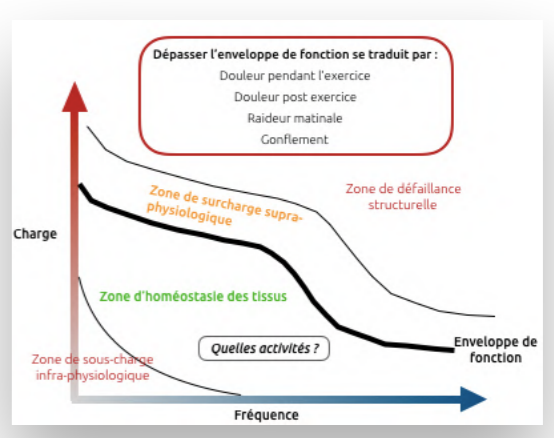 Dépasser l'enveloppe de fonction se traduit par :
Douleur pendant l'exercice
Douleur post exercice
Raideur matinale
Gonflement
Zone de surcharge supra-
physiologique
Zone de défaillance
structurelle
Charge
Zone d'homéostasie des tissus
Quelles activités ?
Enveloppe de
fonction
Zone de sous-charge
infra-physiologique
Fréquence